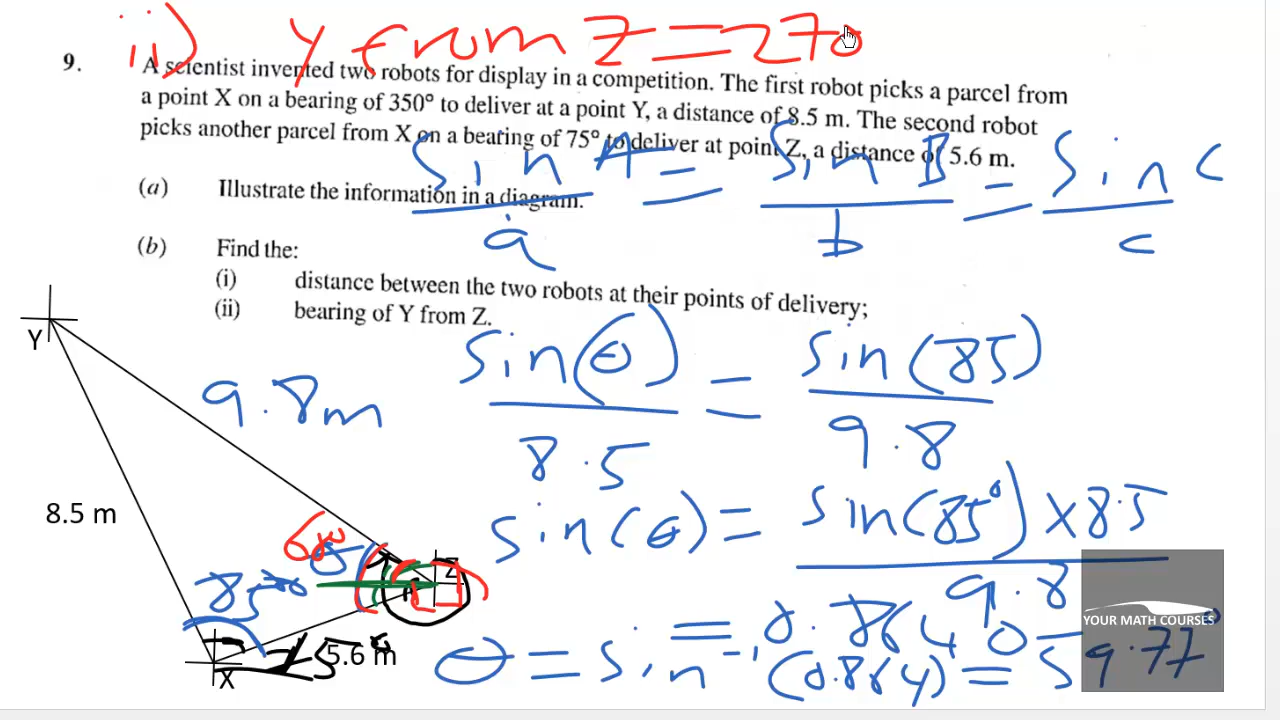 ii) Y from Z = 270
9. A scientist invented two robots for display in a competition. The first robot picks a parcel from
a point X on a bearing of 350° to deliver at a point Y, a distance of 8.5 m. The second robot
picks another parcel from X on a bearing of 75° to deliver at point Z, a distance of 5.6 m.
sin A/a = sin B/b = sin C/c
(a) Illustrate the information in a diagram.
(b) Find the:
(i) distance between the two robots at their points of delivery;
(ii) bearing of Y from Z.
Y
9.8m
sin(θ)/8.5 = sin(85)/9.8
8.5 m
sin(θ) = sin(85°) × 8.5/9.8
60°
Z
85°
= 0.8640
15°
5.6 m
X
θ = sin⁻¹(0.864) = 59.77°
YOUR MATH COURSES